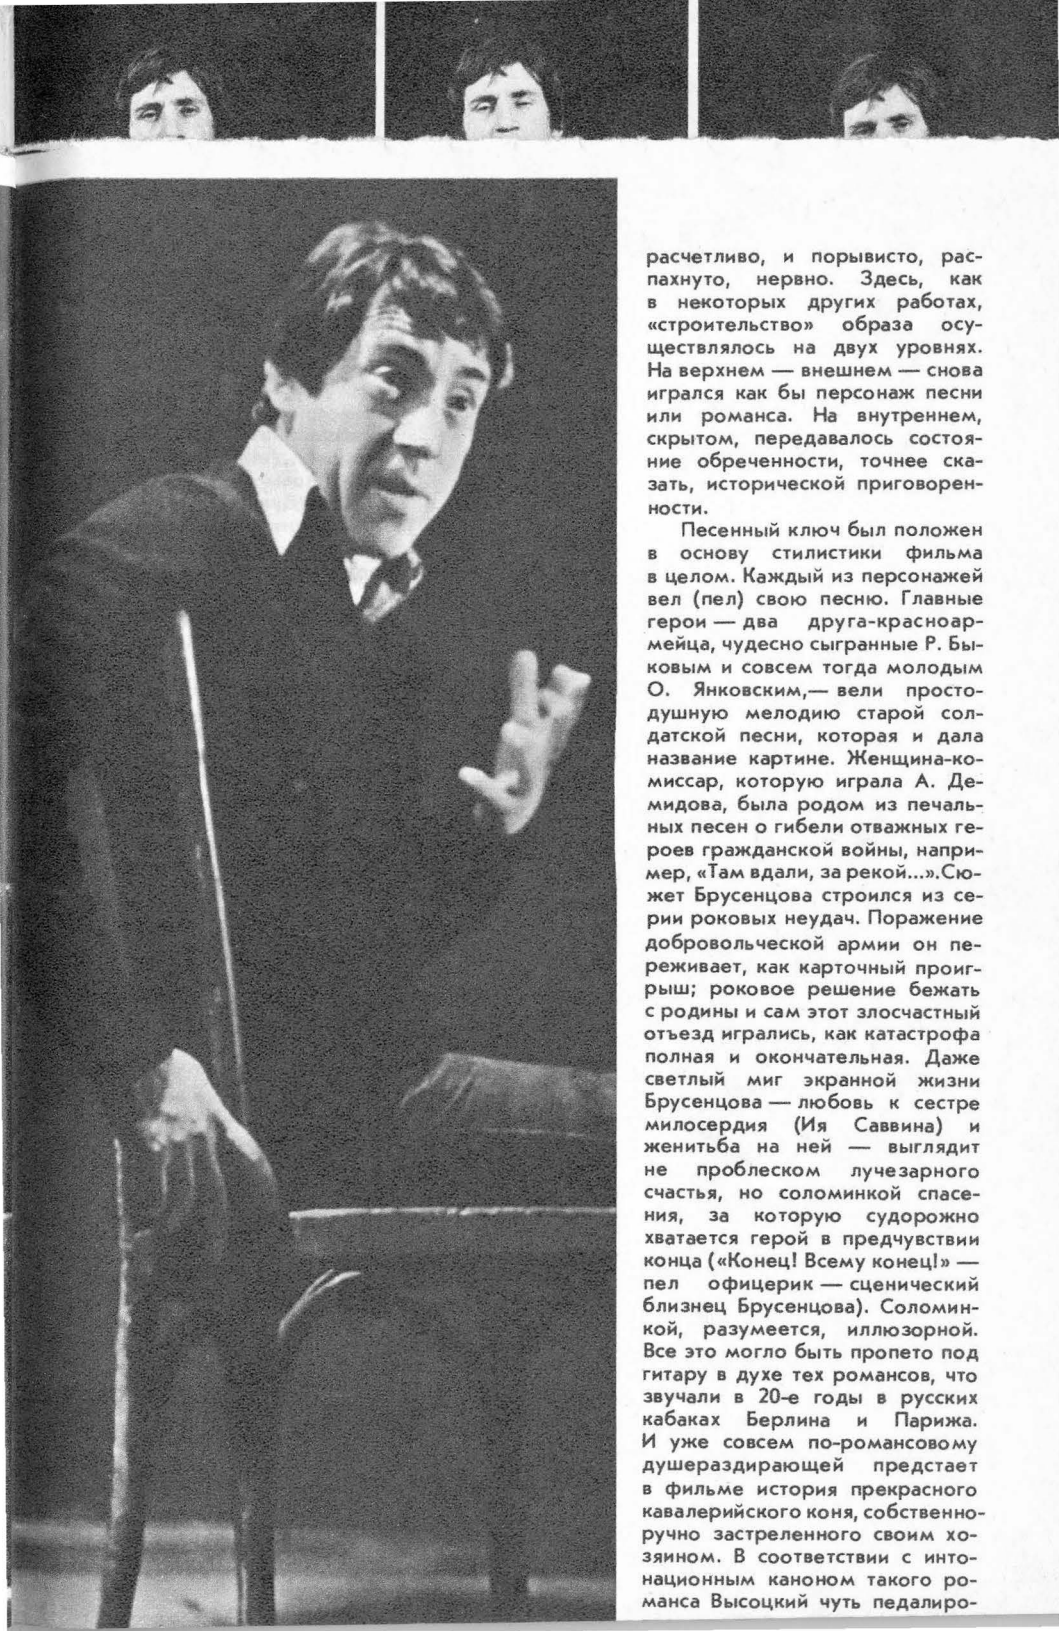 расчетливо, и порывисто, рас-
пахнуто, нервно. Здесь, как
в некоторых других работах,
«строительство» образа осу-
ществлялось на двух уровнях.
На верхнем — внешнем — снова
игрался как бы персонаж песни
или романса. На внутреннем,
скрытом, передавалось состоя-
ние обреченности, точнее ска-
зать, исторической приговорен-
ности.
Песенный ключ был положен
в основу стилистики фильма
в целом. Каждый из персонажей
вел (пел) свою песню. Главные
герои — два друга-красноар-
мейца, чудесно сыгранные Р. Бы-
ковым и совсем тогда молодым
О. Янковским,— вели просто-
душную мелодию старой сол-
датской песни, которая и дала
название картине. Женщина-ко-
миссар, которую играла А. Де-
мидова, была родом из печаль-
ных песен о гибели отважных ге-
роев гражданской войны, напри-
мер, «Там вдали, за рекой...».Сю-
жет Брусенцова строился из се-
рии роковых неудач. Поражение
добровольческой армии он пе-
реживает, как карточный проиг-
рыш; роковое решение бежать
с родины и сам этот злосчастный
отъезд игрались, как катастрофа
полная и окончательная. Даже
светлый миг экранной жизни
Брусенцова — любовь к сестре
милосердия (Ия Саввина) и
женитьба на ней — выглядит
не проблеском лучезарного
счастья, но соломинкой спасе-
ния, за которую судорожно
хватается герой в предчувствии
конца («Конец! Всему конец!» —
пел офицерик — сценический
близнец Брусенцова). Соломин-
кой, разумеется, иллюзорной.
Все это могло быть пропето под
гитару в духе тех романсов, что
звучали в 20-е годы в русских
кабаках Берлина и Парижа.
И уже совсем по-романсовому
душераздирающей предстает
в фильме история прекрасного
кавалерийского коня, собственно-
ручно застреленного своим хо-
зяином. В соответствии с инто-
национным каноном такого ро-
манса Высоцкий чуть педалиро-